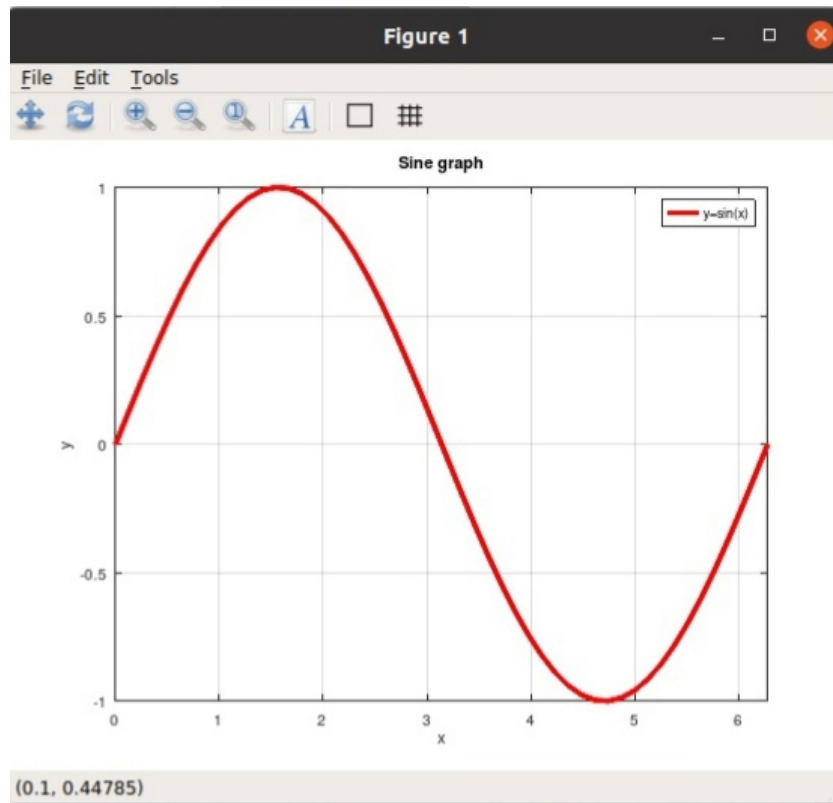 Figure 1
File Edit Tools
A
Sine graph
y=sin(x)
1
0.5
0
-0.5
-1
y
0 1 2 3 4 5 6
x
(0.1, 0.44785)